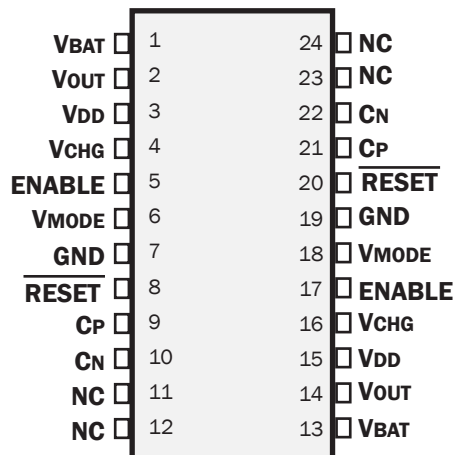 VBAT 1 24 NC
VOUT 2 23 NC
VDD 3 22 CN
VCHG 4 21 CP
ENABLE 5 20 RESET
VMODE 6 19 GND
GND 7 18 VMODE
RESET 8 17 ENABLE
CP 9 16 VCHG
CN 10 15 VDD
NC 11 14 VOUT
NC 12 13 VBAT